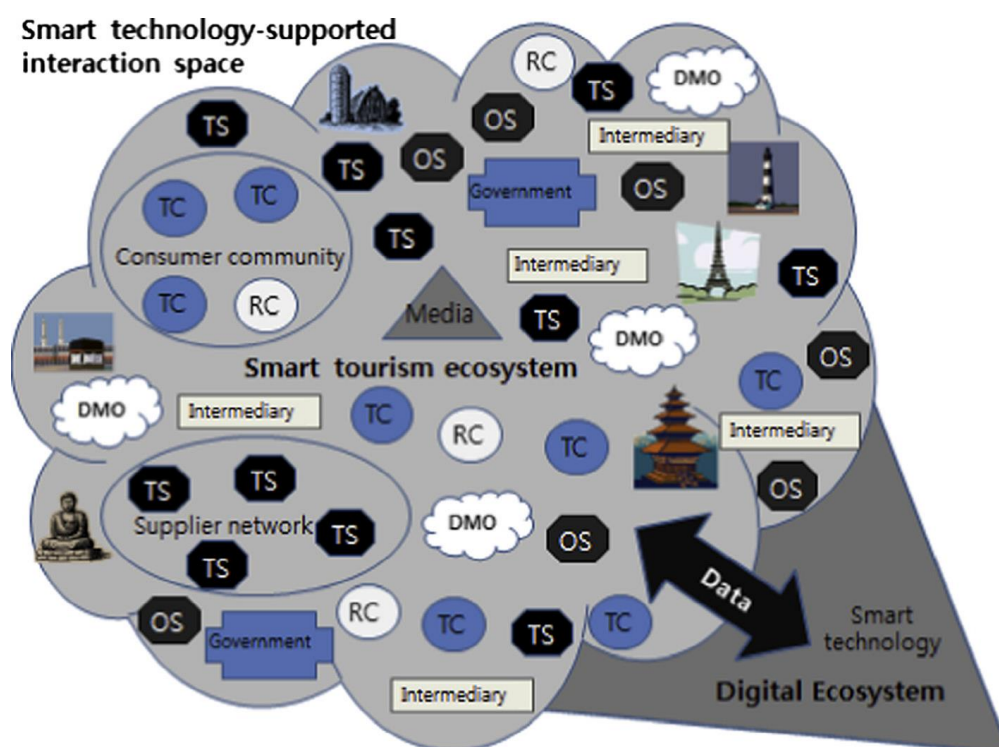 Smart technology-supported
interaction space
RC
TS
DMO
TS
OS
Intermediary
TS
OS
Government
OS
TC
TC
TS
Consumer community
Intermediary
TS
TC
RC
Media
TS
DMO
OS
Smart tourism ecosystem
TC
DMO
Intermediary
TC
RC
TC
Intermediary
TS
TS
OS
Supplier network
TS
DMO
OS
TS
Data
OS
Government
RC
TC
TS
TC
Smart
technology
Intermediary
Digital Ecosystem